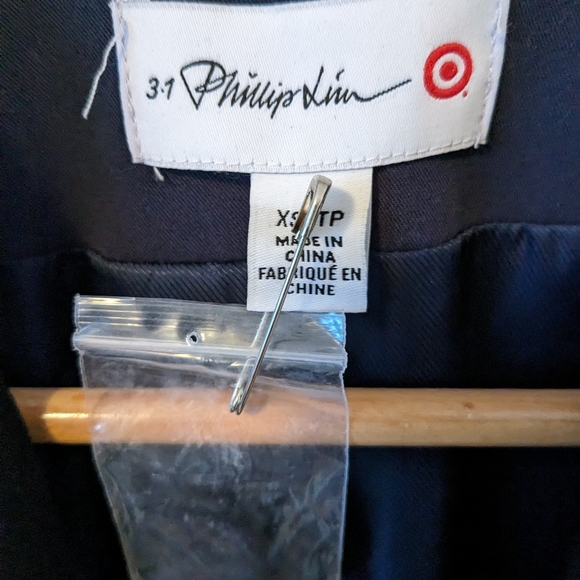 3.1 Phillip Lim
XS/TP
MADE IN
CHINA
FABRIQUÉ EN
CHINE